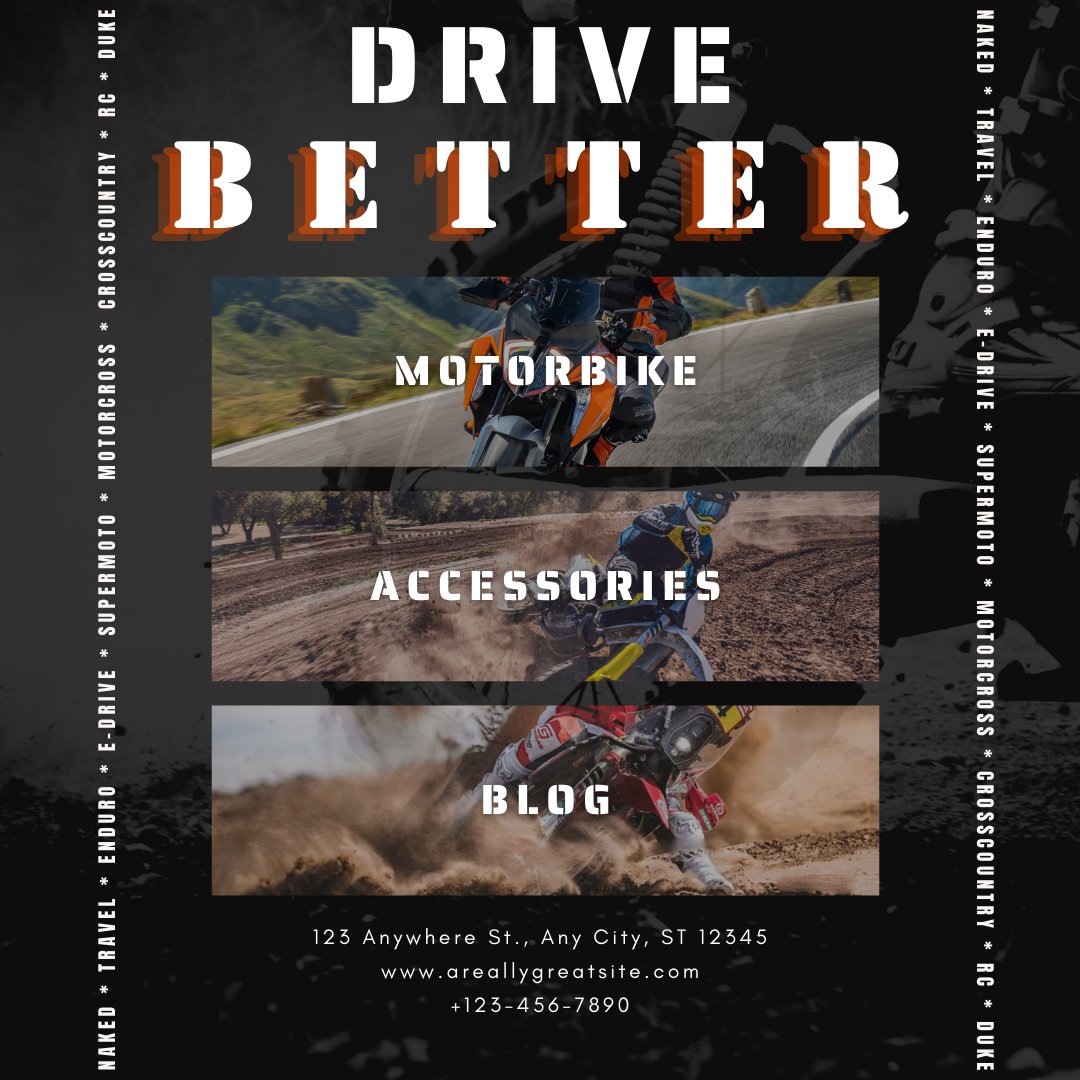 DRIVE
BETTER
NAKED * TRAVEL * ENDURO * E-DRIVE * SUPERMOTO * MOTORCROSS * CROSSCOUNTRY * RC * DUKE
NAKED * TRAVEL * ENDURO * E-DRIVE * SUPERMOTO * MOTORCROSS * CROSSCOUNTRY * RC * DUKE
MOTORBIKE
ACCESSORIES
BLOG
123 Anywhere St., Any City, ST 12345
www.areallygreatsite.com
+123-456-7890